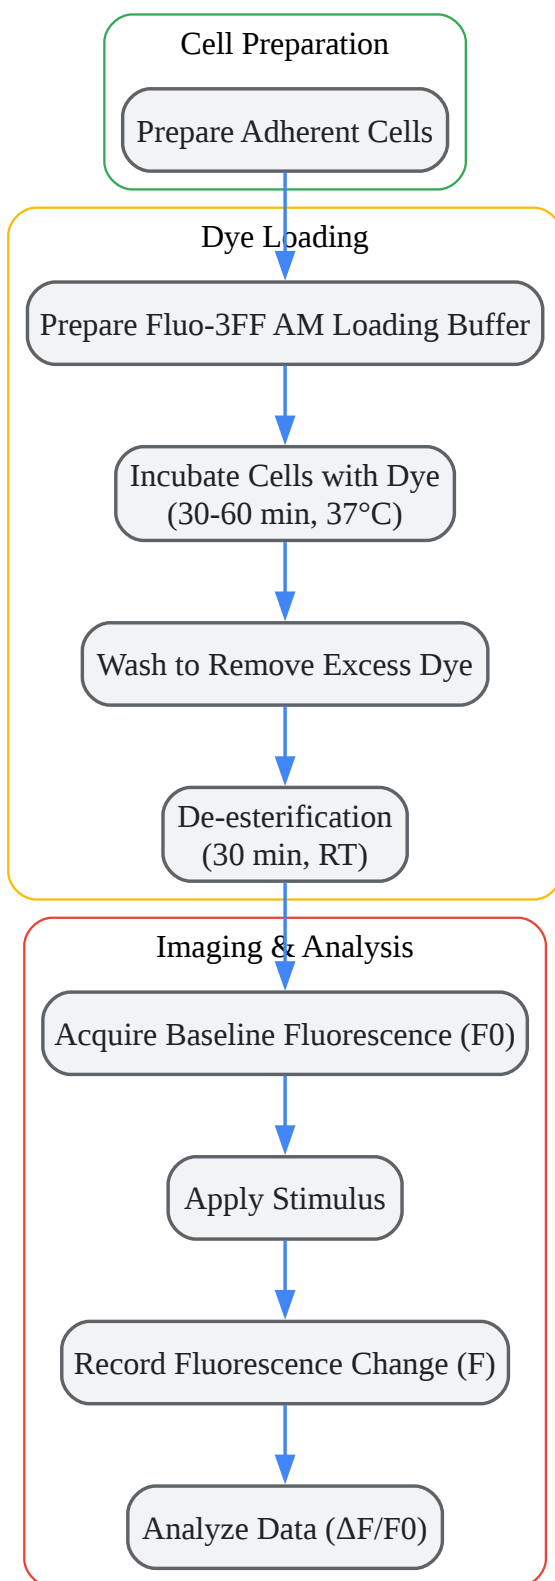 Cell Preparation
Prepare Adherent Cells
Dye Loading
Prepare Fluo-3FF AM Loading Buffer
Incubate Cells with Dye
(30-60 min, 37°C)
Wash to Remove Excess Dye
De-esterification
(30 min, RT)
Imaging & Analysis
Acquire Baseline Fluorescence (F0)
Apply Stimulus
Record Fluorescence Change (F)
Analyze Data (ΔF/F0)